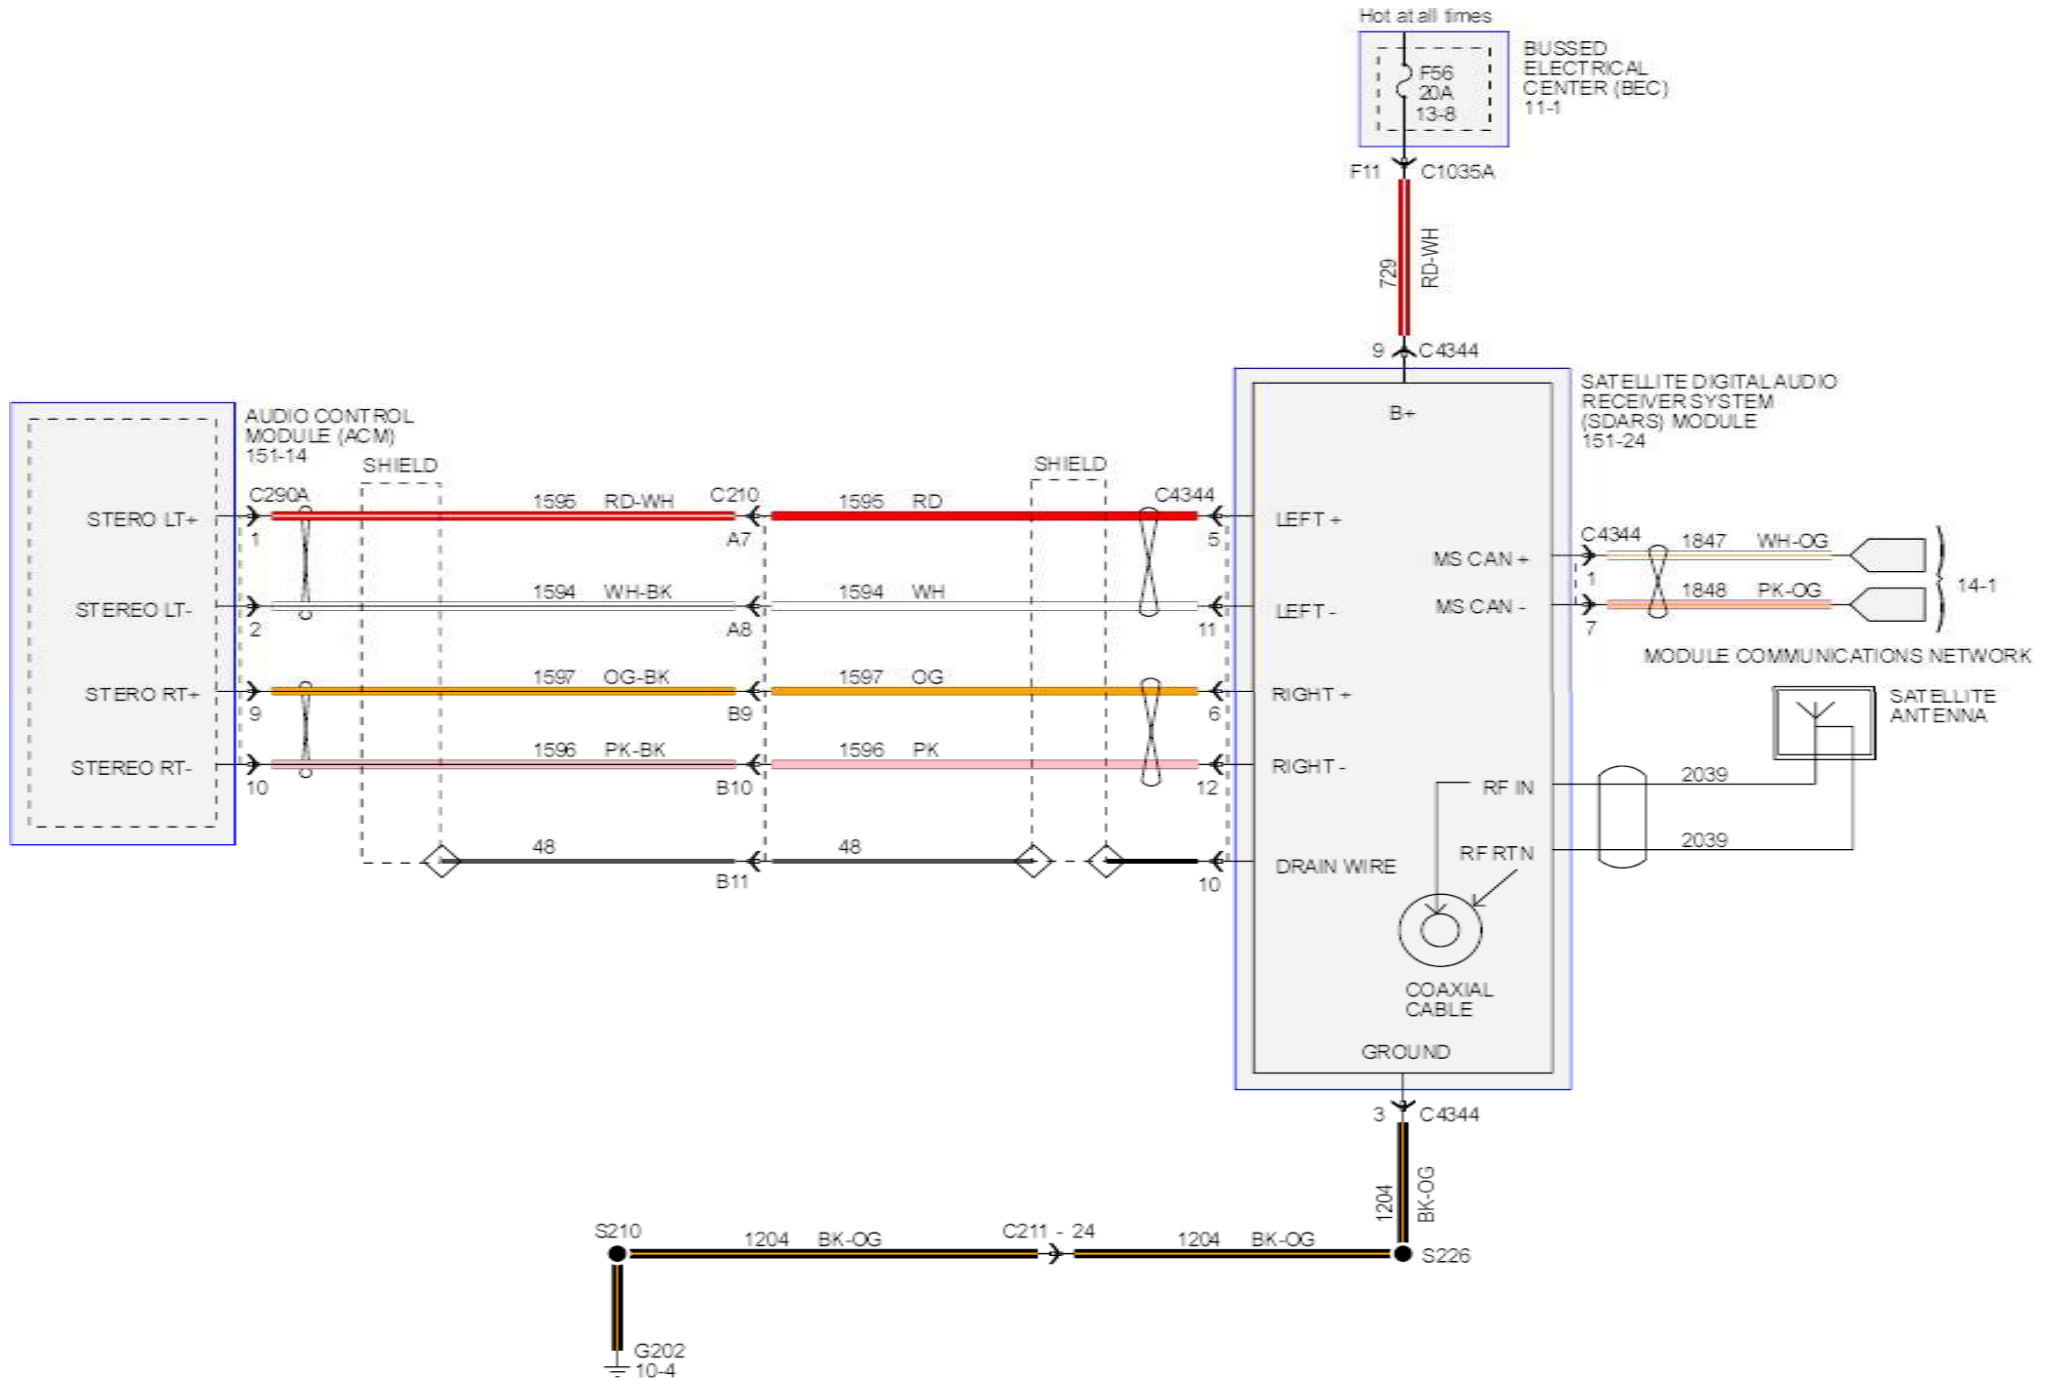 Hot at all times
BUSSED
ELECTRICAL
CENTER (BEC)
11-1
F56
20A
13-8
F11
C1035A
729
RD-WH
9
C4344
SATELLITE DIGITAL AUDIO
RECEIVER SYSTEM
(SDARS) MODULE
151-24
B+
AUDIO CONTROL
MODULE (ACM)
151-14
SHIELD
SHIELD
C290A
1595 RD-WH
C210
1595 RD
C4344
STERO LT+
1
A7
5
LEFT +
C4344
1847 WH-OG
MS CAN +
1
1594 WH-BK
1594 WH
1848 PK-OG
14-1
STEREO LT-
2
A8
11
LEFT -
MS CAN -
7
MODULE COMMUNICATIONS NETWORK
1597 OG-BK
1597 OG
STERO RT+
9
B9
6
RIGHT +
SATELLITE
ANTENNA
1596 PK-BK
1596 PK
STEREO RT-
10
B10
12
RIGHT -
RF IN
2039
48
48
B11
10
DRAIN WIRE
RF RTN
2039
COAXIAL
CABLE
GROUND
3
C4344
1204
BK-OG
S210
1204 BK-OG
C211 - 24
1204 BK-OG
S226
G202
10-4